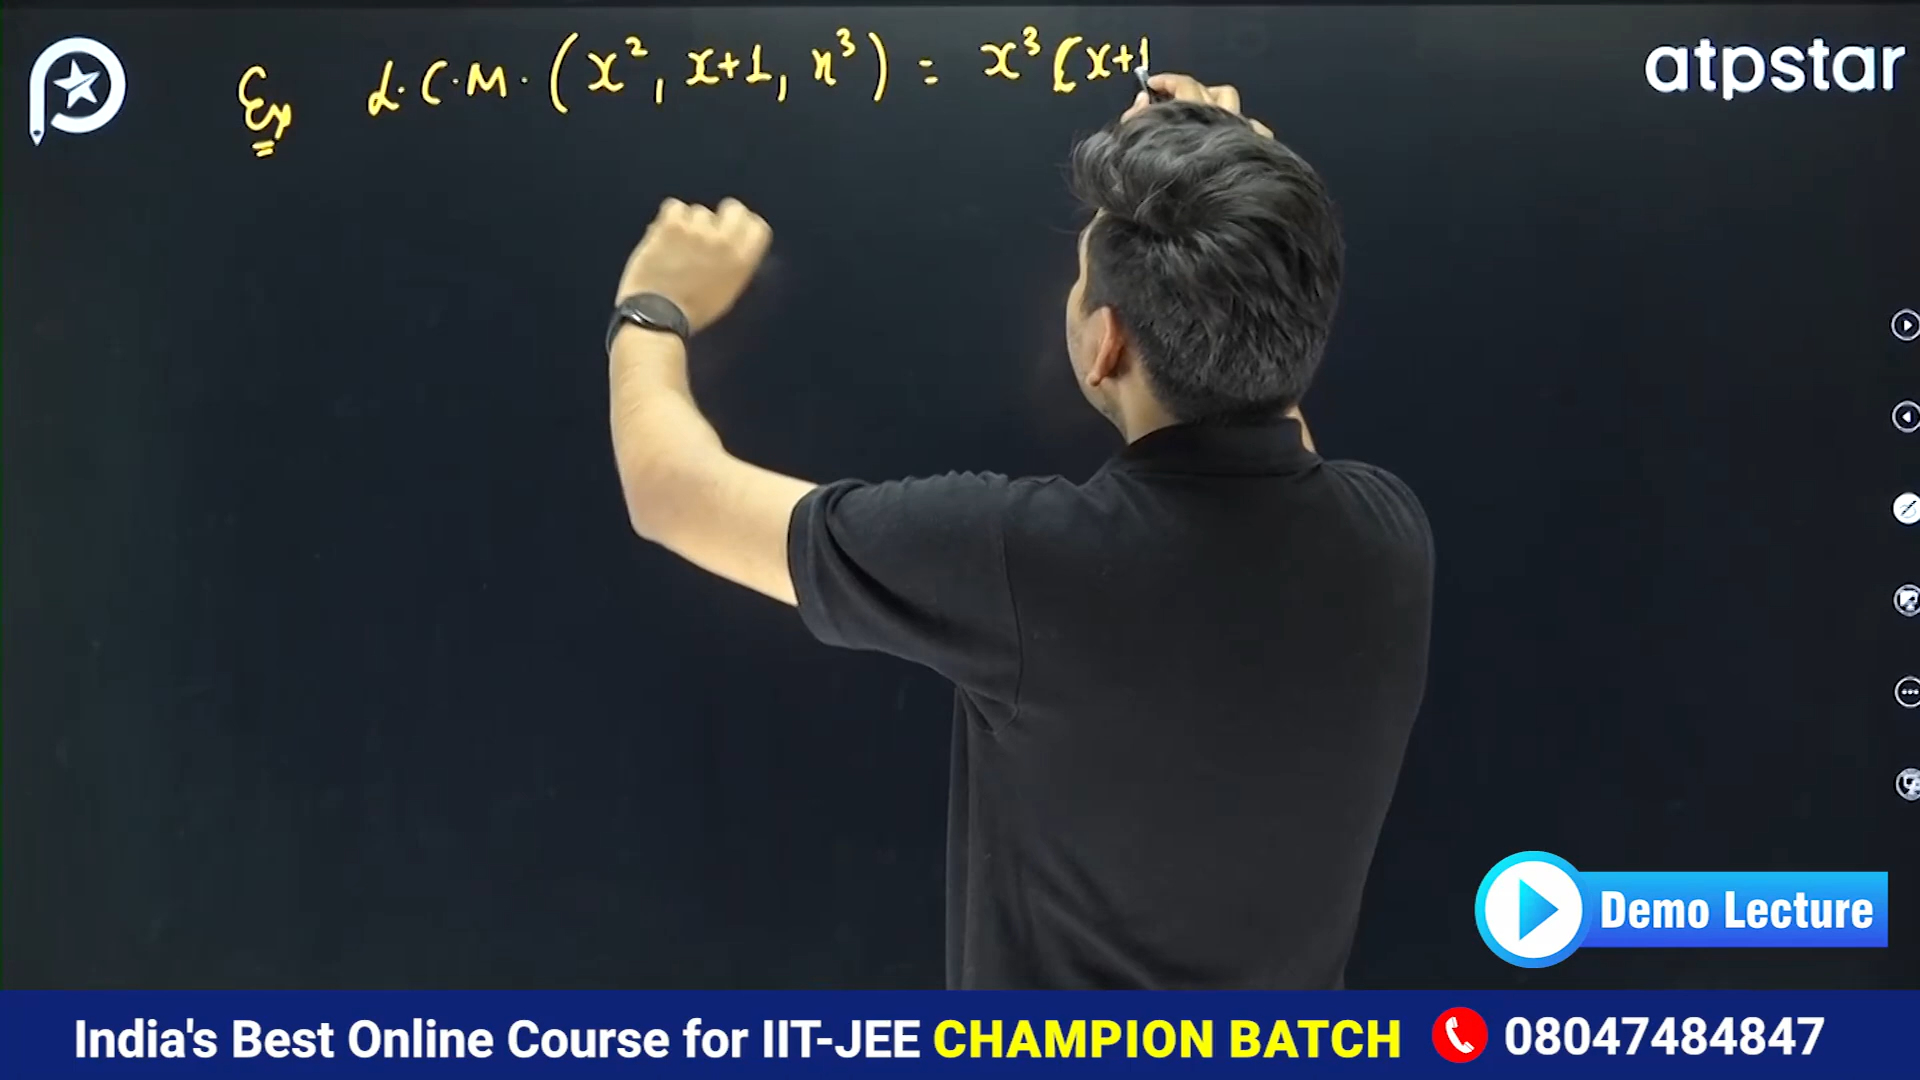 Ex L.C.M. (x², x+1, x³) = x³ (x+1
atpstar
Demo Lecture
India's Best Online Course for IIT-JEE CHAMPION BATCH 08047484847